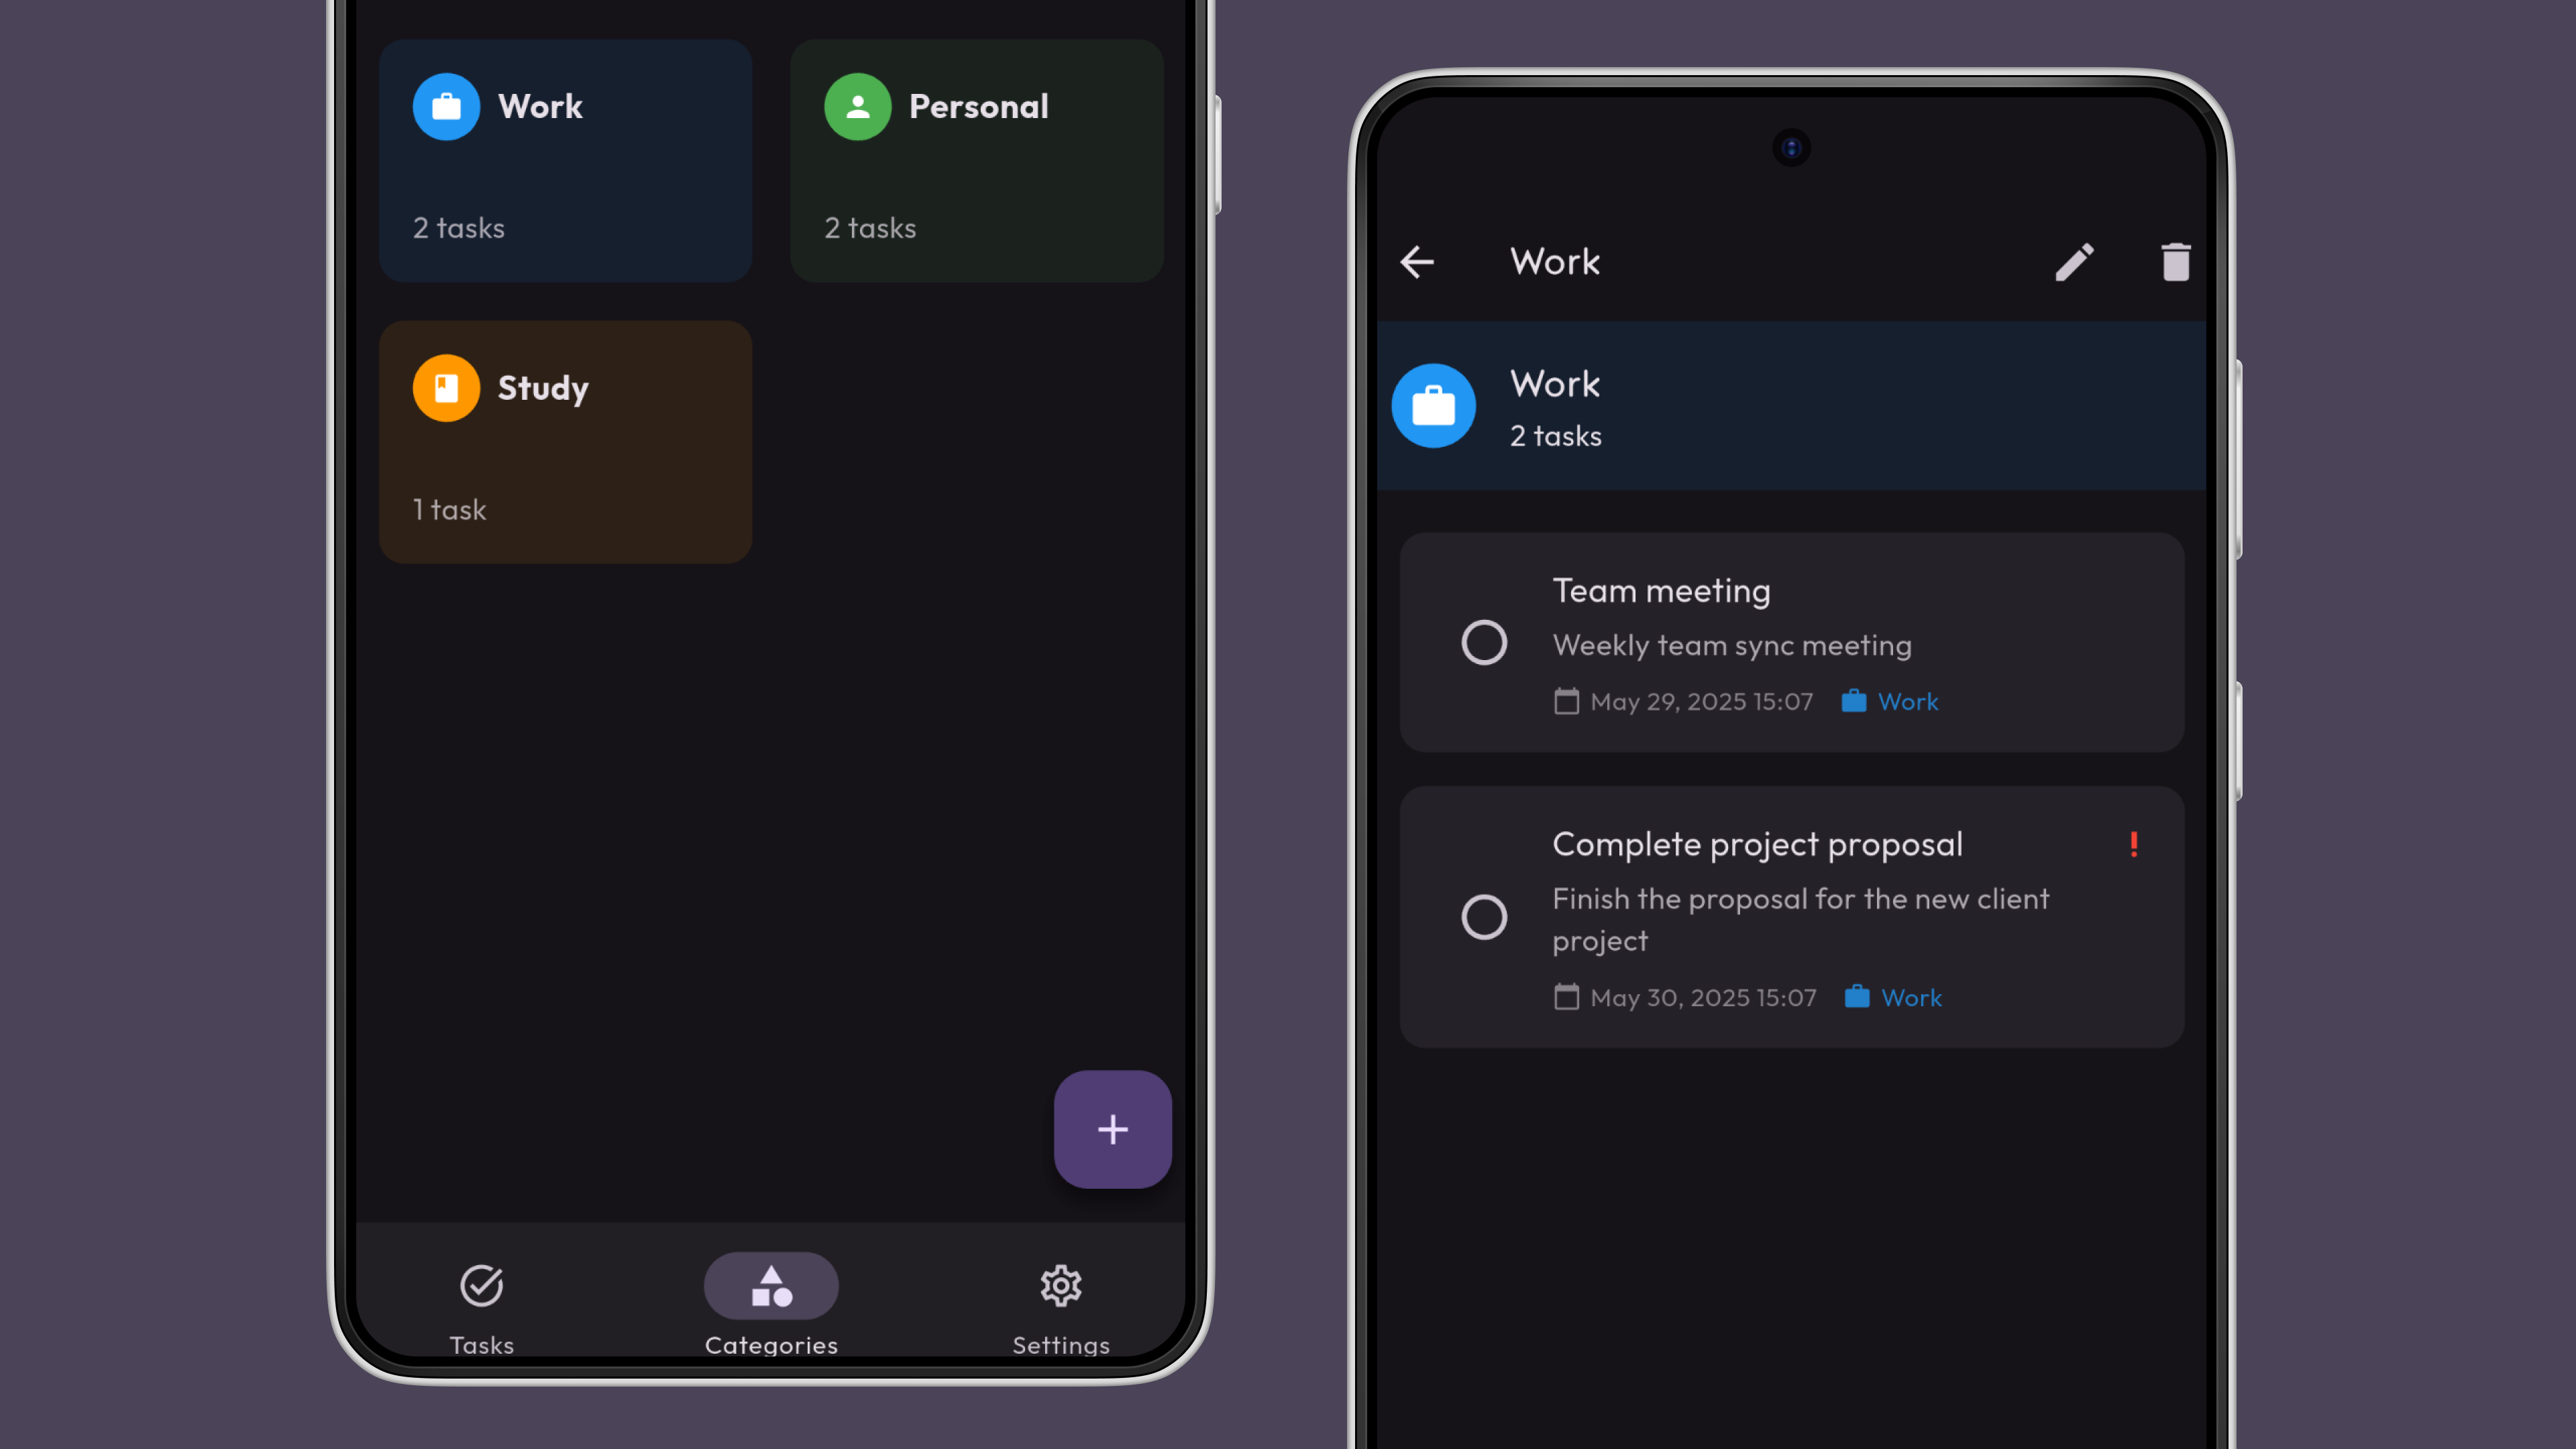 Work
Personal
2 tasks
2 tasks
Study
1 task
Tasks
Categories
Settings
Work
Work
2 tasks
Team meeting
Weekly team sync meeting
May 29, 2025 15:07 Work
Complete project proposal !
Finish the proposal for the new client
project
May 30, 2025 15:07 Work